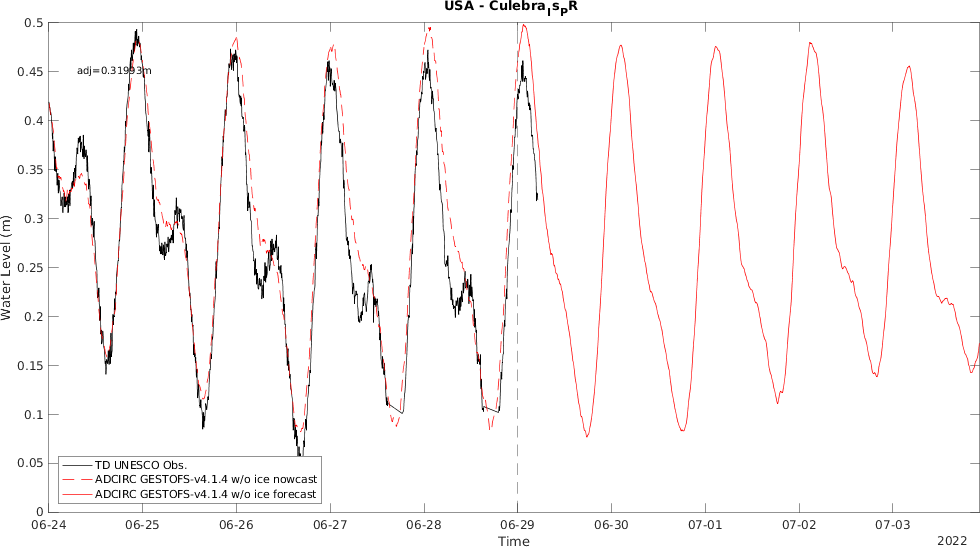 USA - Culebra_Is_PR
0.5
0.45
0.4
0.35
0.3
0.25
0.2
0.15
0.1
0.05
0
Water Level (m)
adj=0.31993m
TD UNESCO Obs.
ADCIRC GESTOFS-v4.1.4 w/o ice nowcast
ADCIRC GESTOFS-v4.1.4 w/o ice forecast
06-24 06-25 06-26 06-27 06-28 06-29 06-30 07-01 07-02 07-03
Time
2022